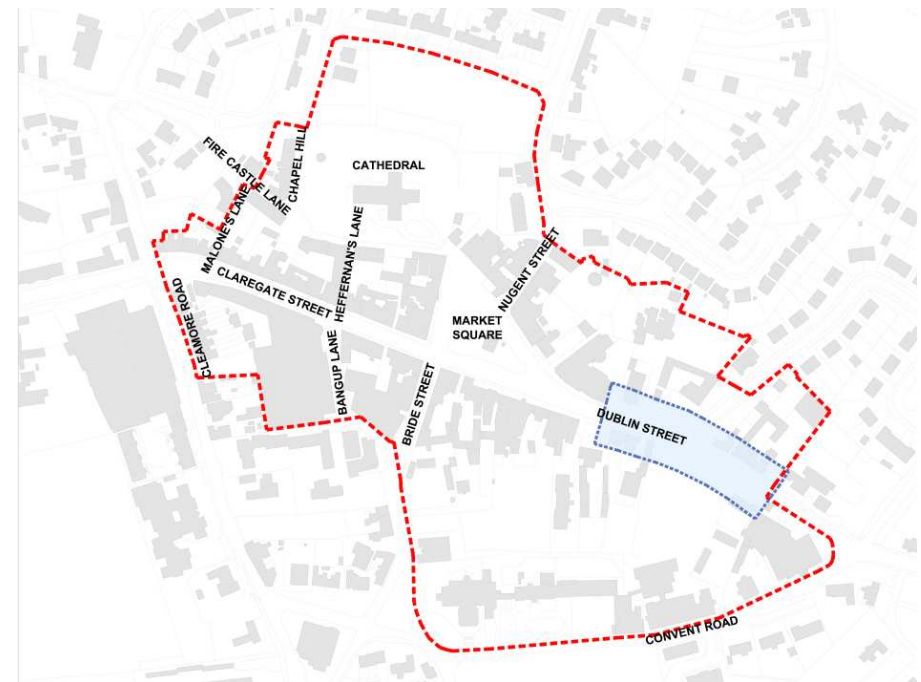 FIRE CASTLE LANE
CHAPEL HILL
CATHEDRAL
MALONE'S LANE
HEFFERNAN'S LANE
NUGENT STREET
CLAREGATE STREET
CLEAMORE ROAD
MARKET
SQUARE
BANGUP LANE
BRIDE STREET
DUBLIN STREET
CONVENT ROAD